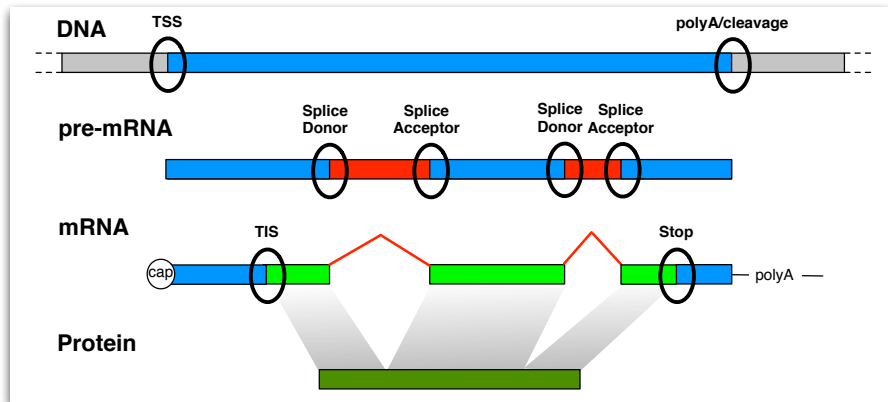 DNA
TSS
polyA/cleavage
pre-mRNA
Splice
Donor
Splice
Acceptor
Splice
Donor
Splice
Acceptor
mRNA
TIS
Stop
cap
polyA
Protein